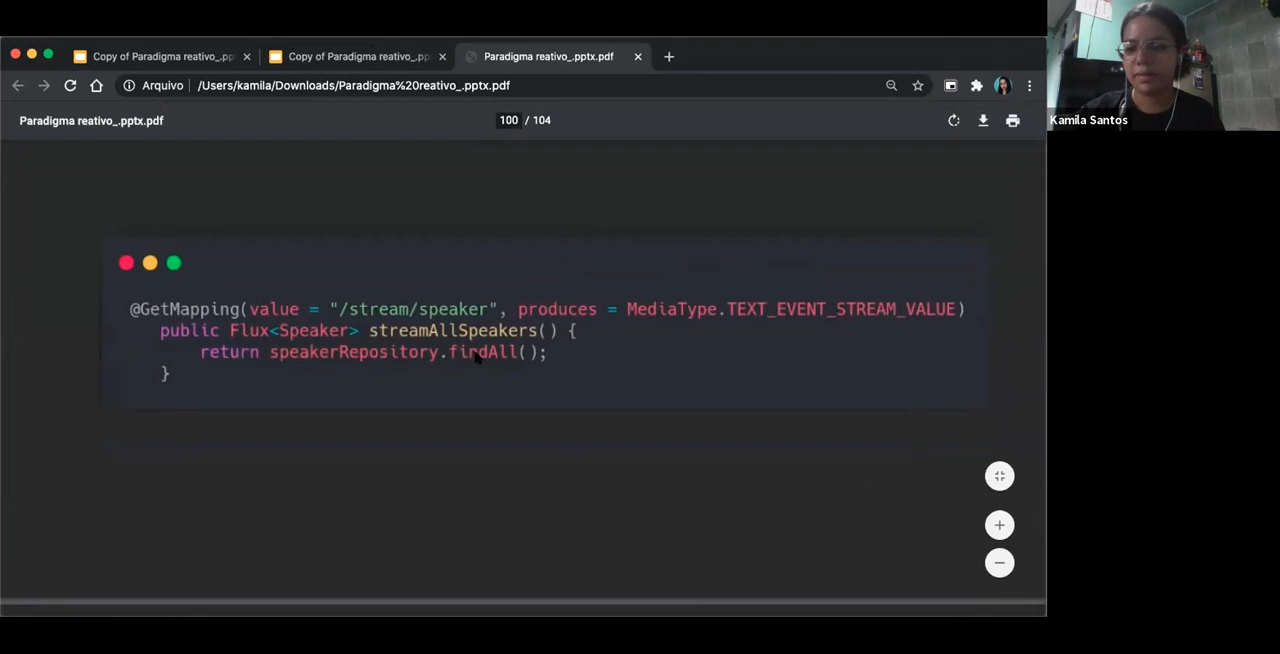 Copy of Paradigma reativo_.pp
Copy of Paradigma reativo_.pp
Paradigma reativo_.pptx.pdf
Arquivo
/Users/kamila/Downloads/Paradigma%20reativo_.pptx.pdf
Paradigma reativo_.pptx.pdf
100 / 104
Kamila Santos
@GetMapping(value = "/stream/speaker", produces = MediaType.TEXT_EVENT_STREAM_VALUE)
public Flux<Speaker> streamAllSpeakers() {
return speakerRepository.findAll();
}